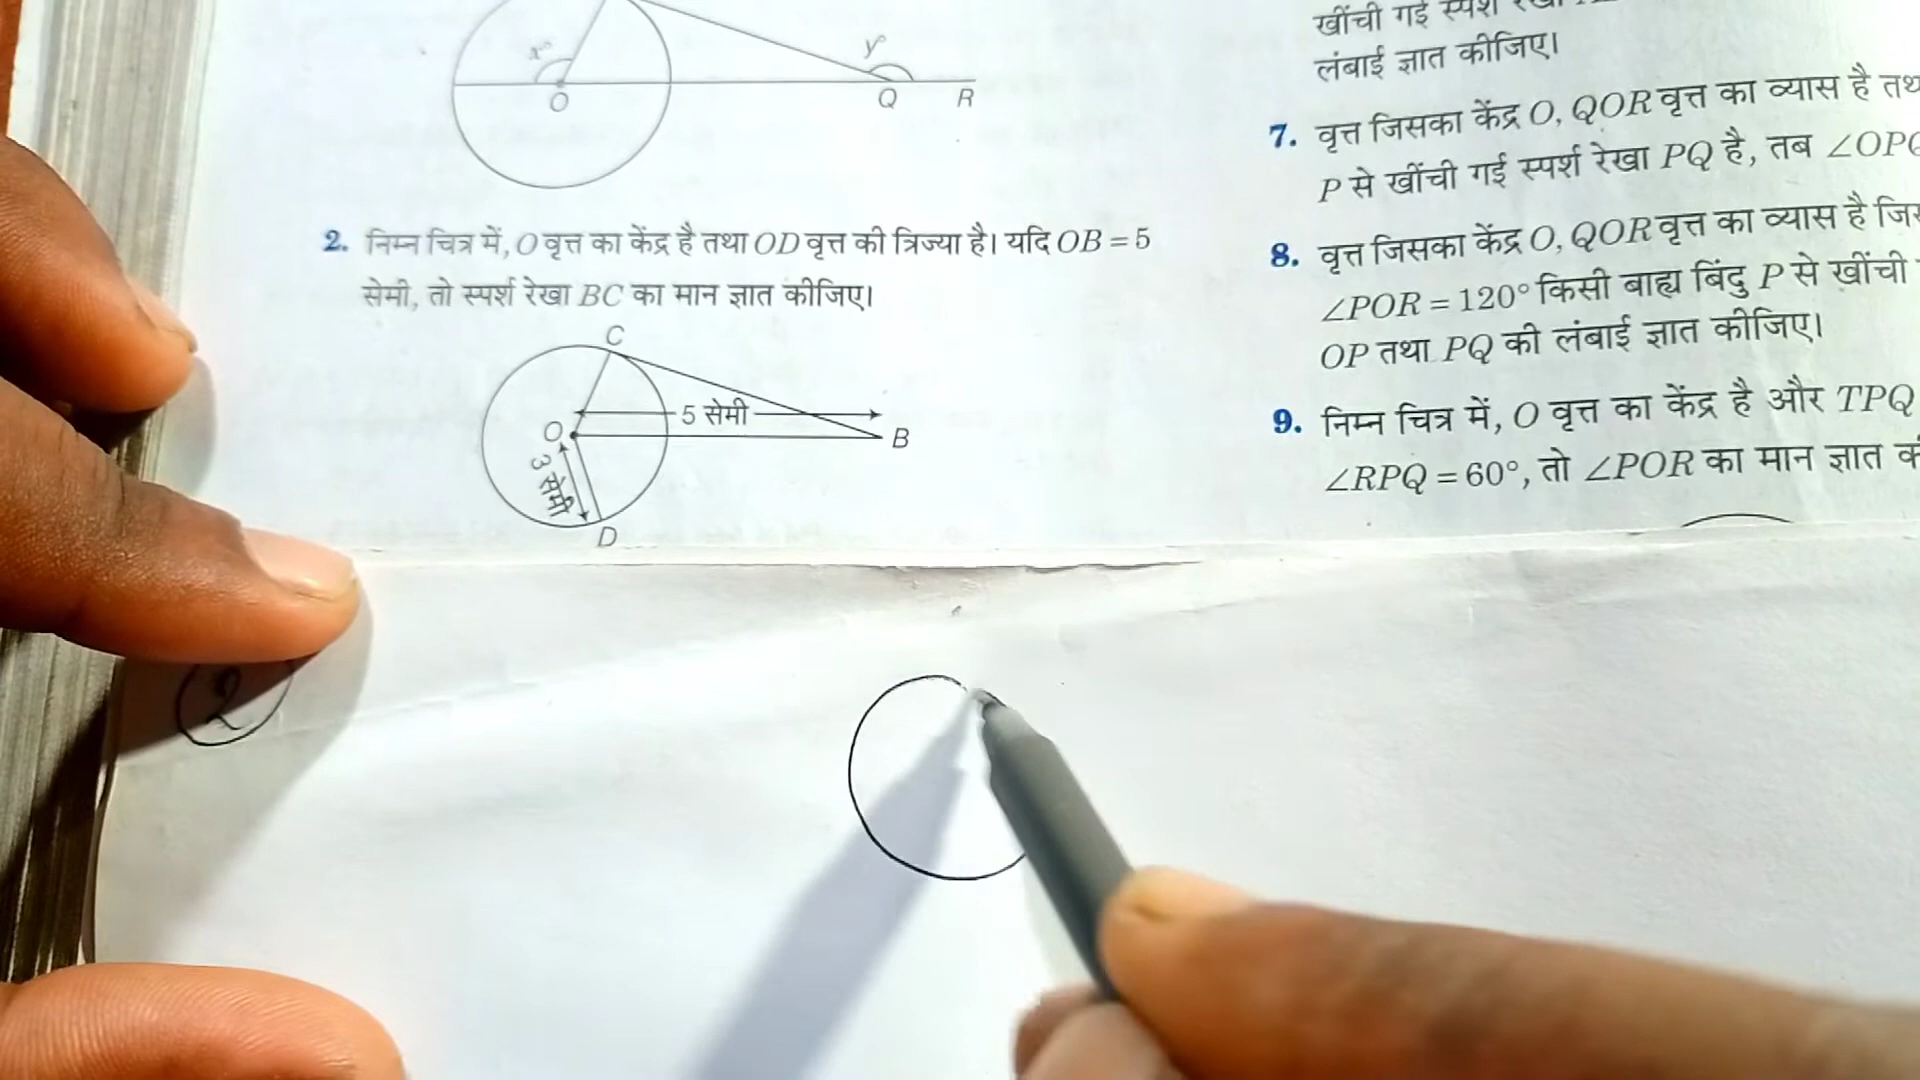 x°
y°
O
Q
R
2. निम्न चित्र में, O वृत्त का केंद्र है तथा OD वृत्त की त्रिज्या है। यदि OB = 5
सेमी, तो स्पर्श रेखा BC का मान ज्ञात कीजिए।
C
5 सेमी
O
B
3 सेमी
D
खींची गई स्पर्श रेखा
लंबाई ज्ञात कीजिए।
7. वृत्त जिसका केंद्र O, QOR वृत्त का व्यास है
P से खींची गई स्पर्श रेखा PQ है, तब
8. वृत्त जिसका केंद्र O, QOR वृत्त का व्यास है
∠POR = 120° किसी बाह्य बिंदु P से खींची
OP तथा PQ की लंबाई ज्ञात कीजिए।
9. निम्न चित्र में, O वृत्त का केंद्र है और TPQ
∠RPQ = 60°, तो ∠POR का मान ज्ञात
2